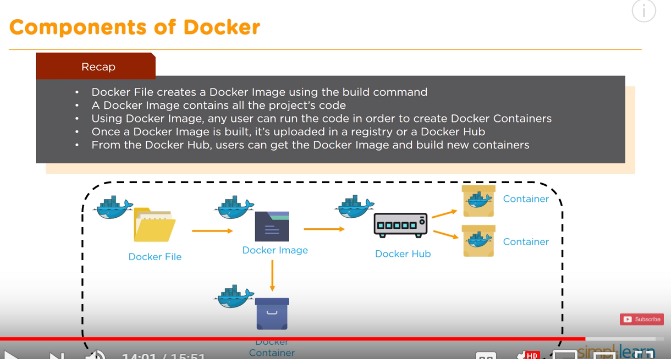 Components of Docker
Recap
• Docker File creates a Docker Image using the build command
• A Docker Image contains all the project's code
• Using Docker Image, any user can run the code in order to create Docker Containers
• Once a Docker Image is built, it's uploaded in a registry or a Docker Hub
• From the Docker Hub, users can get the Docker Image and build new containers
Container
Container
Docker File
Docker Image
Docker Hub
Subscribe
Docker
Container
14:01 / 15:51
HD
simplilearn